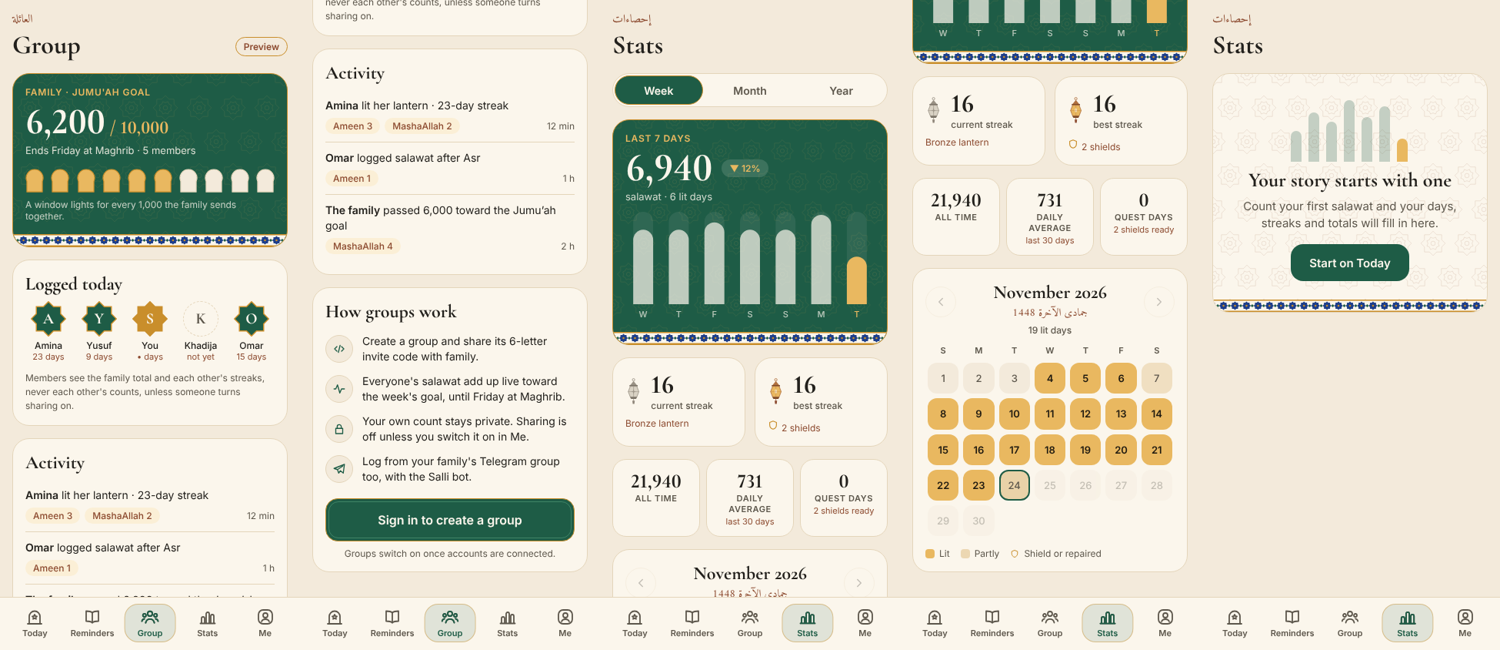 العائلة
Group
Preview
FAMILY · JUMU'AH GOAL
6,200 / 10,000
Ends Friday at Maghrib · 5 members
A window lights for every 1,000 the family sends
together.
Logged today
A
Y
S
K
O
Amina
Yusuf
You
Khadija
Omar
23 days
9 days
• days
not yet
15 days
Members see the family total and each other's streaks,
never each other's counts, unless someone turns
sharing on.
Activity
Amina lit her lantern · 23-day streak
Ameen 3
MashaAllah 2
12 min
Omar logged salawat after Asr
Ameen 1
1 h
Today
Reminders
Group
Stats
Me
never each other's counts, unless someone turns
sharing on.
Activity
Amina lit her lantern · 23-day streak
Ameen 3
MashaAllah 2
12 min
Omar logged salawat after Asr
Ameen 1
1 h
The family passed 6,000 toward the Jumu'ah
goal
MashaAllah 4
2 h
How groups work
Create a group and share its 6-letter
invite code with family.
Everyone's salawat add up live toward
the week's goal, until Friday at Maghrib.
Your own count stays private. Sharing is
off unless you switch it on in Me.
Log from your family's Telegram group
too, with the Salli bot.
Sign in to create a group
Groups switch on once accounts are connected.
Today
Reminders
Group
Stats
Me
إحصاءات
Stats
Week
Month
Year
LAST 7 DAYS
6,940
▼ 12%
salawat · 6 lit days
W
T
F
S
S
M
T
16
current streak
Bronze lantern
16
best streak
2 shields
21,940
ALL TIME
731
DAILY
AVERAGE
last 30 days
0
QUEST DAYS
2 shields ready
November 2026
جمادى الآخرة 1448
Today
Reminders
Group
Stats
Me
W
T
F
S
S
M
T
16
current streak
Bronze lantern
16
best streak
2 shields
21,940
ALL TIME
731
DAILY
AVERAGE
last 30 days
0
QUEST DAYS
2 shields ready
November 2026
جمادى الآخرة 1448
19 lit days
S M T W T F S
1 2 3 4 5 6 7
8 9 10 11 12 13 14
15 16 17 18 19 20 21
22 23 24 25 26 27 28
29 30
Lit
Partly
Shield or repaired
Today
Reminders
Group
Stats
Me
إحصاءات
Stats
Your story starts with one
Count your first salawat and your days,
streaks and totals will fill in here.
Start on Today
Today
Reminders
Group
Stats
Me